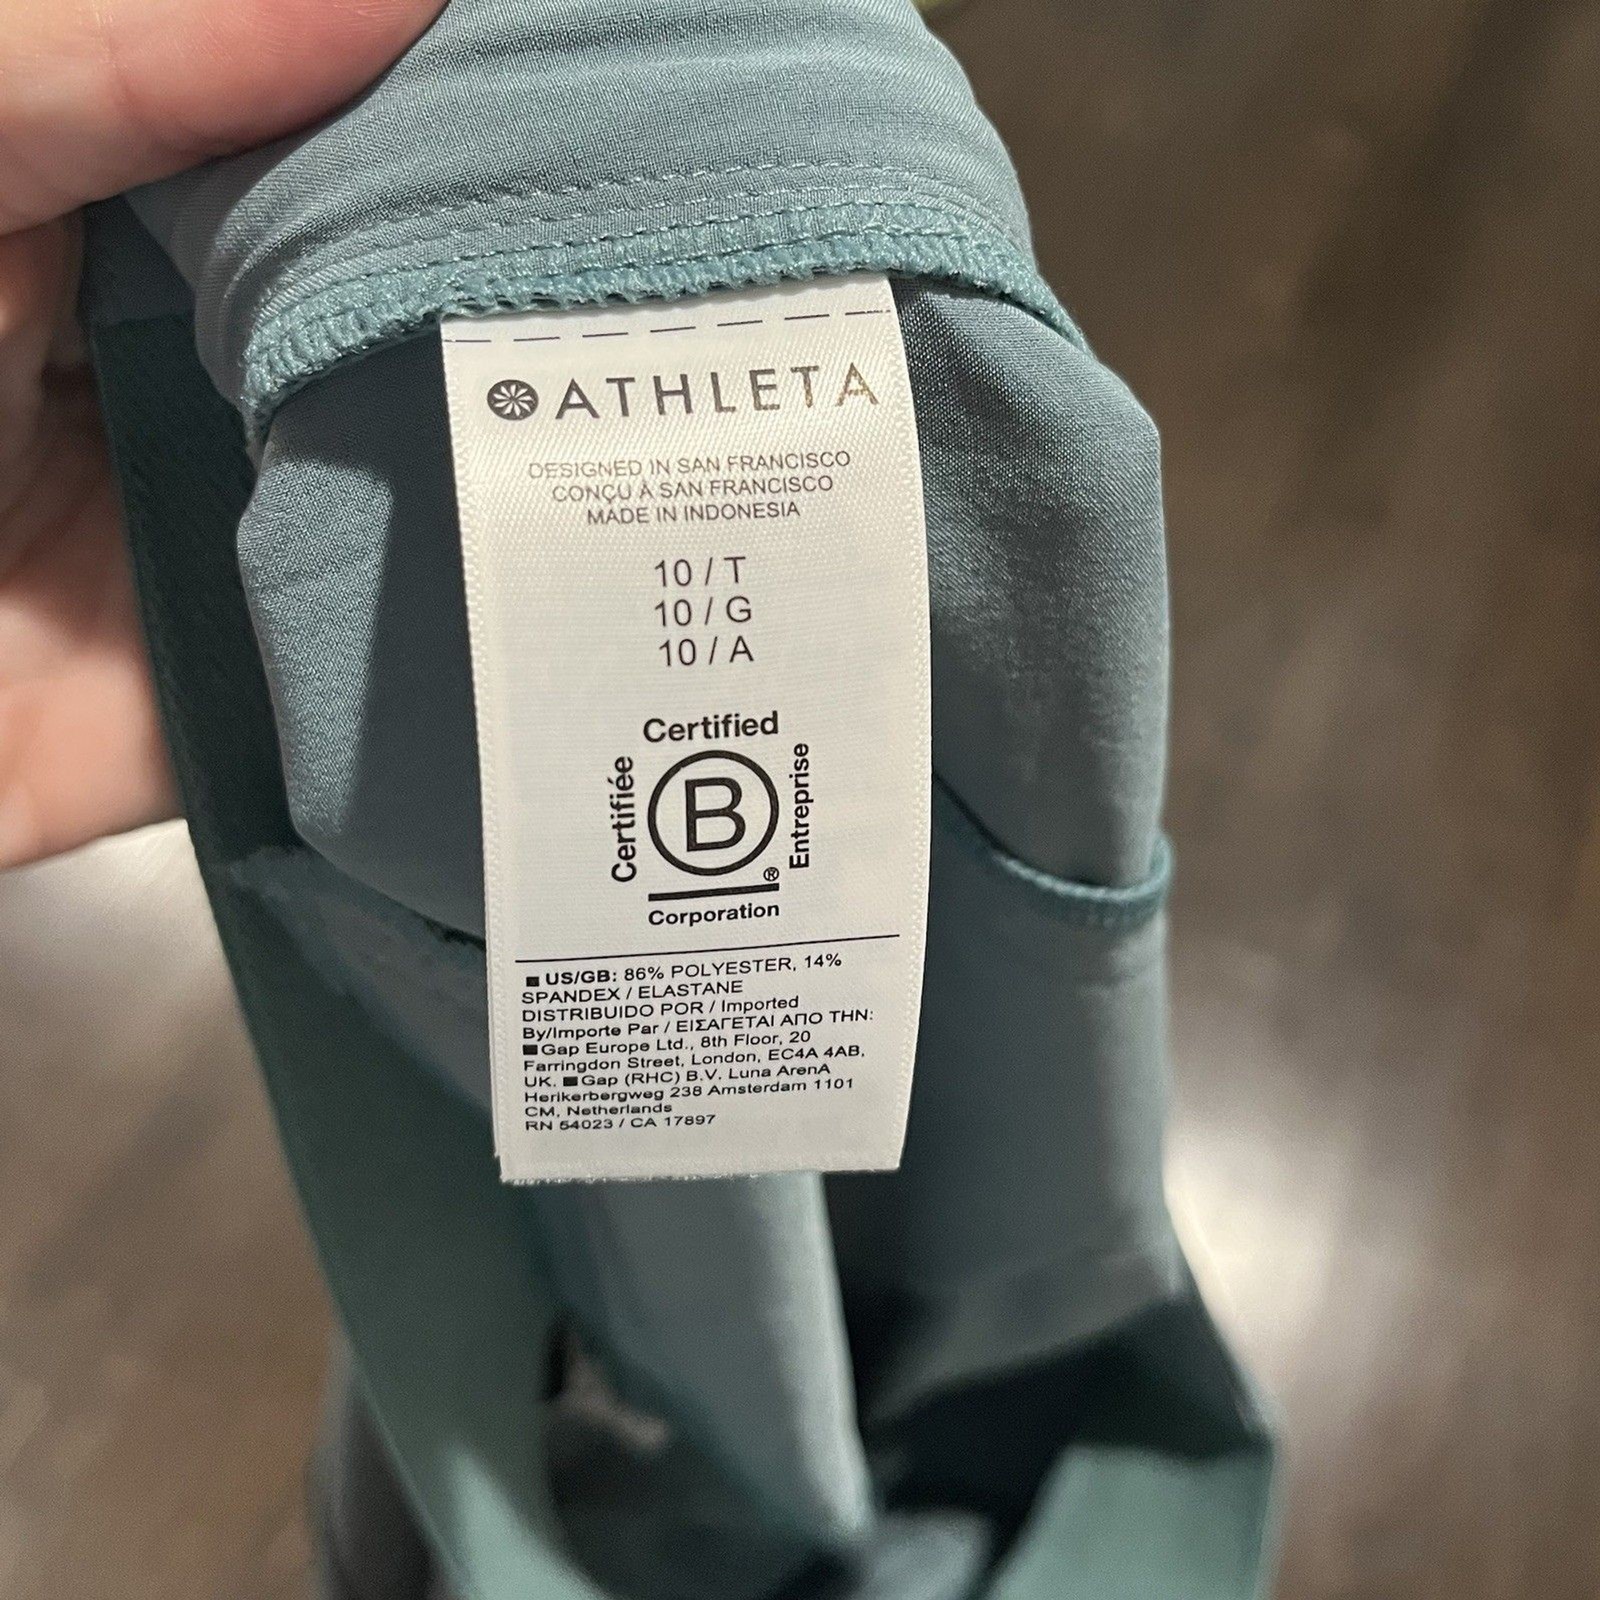 ATHLETA
DESIGNED IN SAN FRANCISCO
CONÇU À SAN FRANCISCO
MADE IN INDONESIA
10 / T
10 / G
10 / A
Certified
Certifiée
B
Entreprise
®
Corporation
US/GB: 86% POLYESTER, 14%
SPANDEX / ELASTANE
DISTRIBUIDO POR / Imported
By/Importe Par / ΕΙΣΑΓΕΤΑΙ ΑΠΟ ΤΗΝ:
Gap Europe Ltd., 8th Floor, 20
Farringdon Street, London, EC4A 4AB,
UK. Gap (RHC) B.V. Luna ArenA
Herikerbergweg 238 Amsterdam 1101
CM, Netherlands
RN 54023 / CA 17897